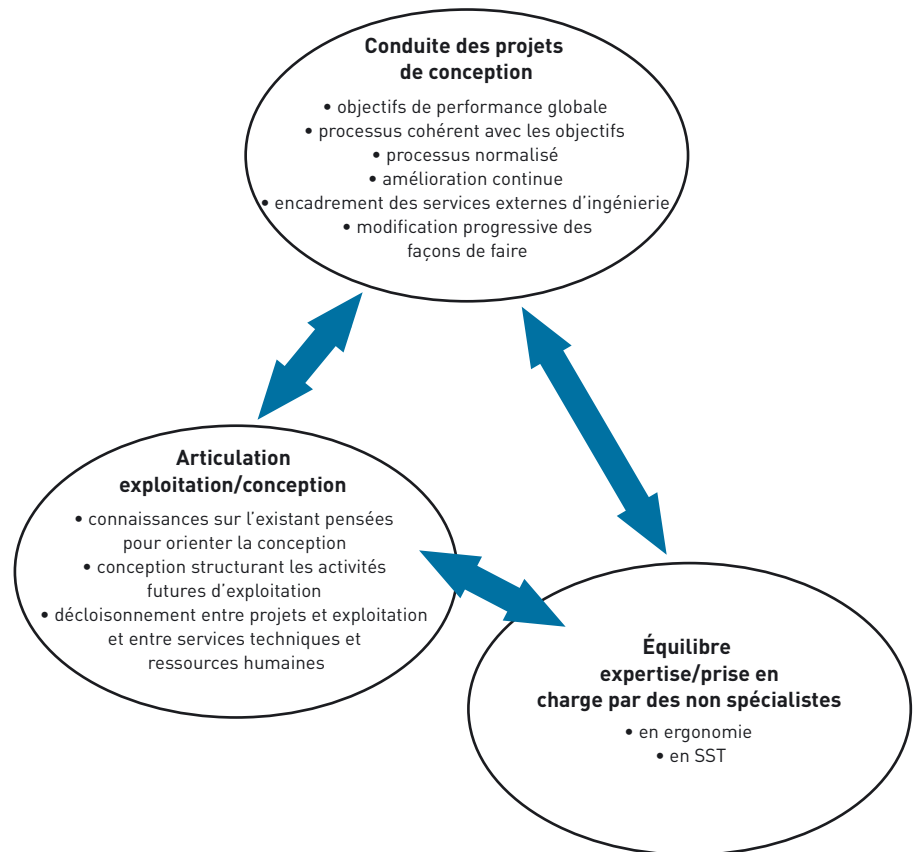 Conduite des projets
de conception
• objectifs de performance globale
• processus cohérent avec les objectifs
• processus normalisé
• amélioration continue
• encadrement des services externes d'ingénierie
• modification progressive des
façons de faire
Articulation
exploitation/conception
• connaissances sur l'existant pensées
pour orienter la conception
• conception structurant les activités
futures d'exploitation
• décloisonnement entre projets et exploitation
et entre services techniques et
ressources humaines
Équilibre
expertise/prise en
charge par des non spécialistes
• en ergonomie
• en SST